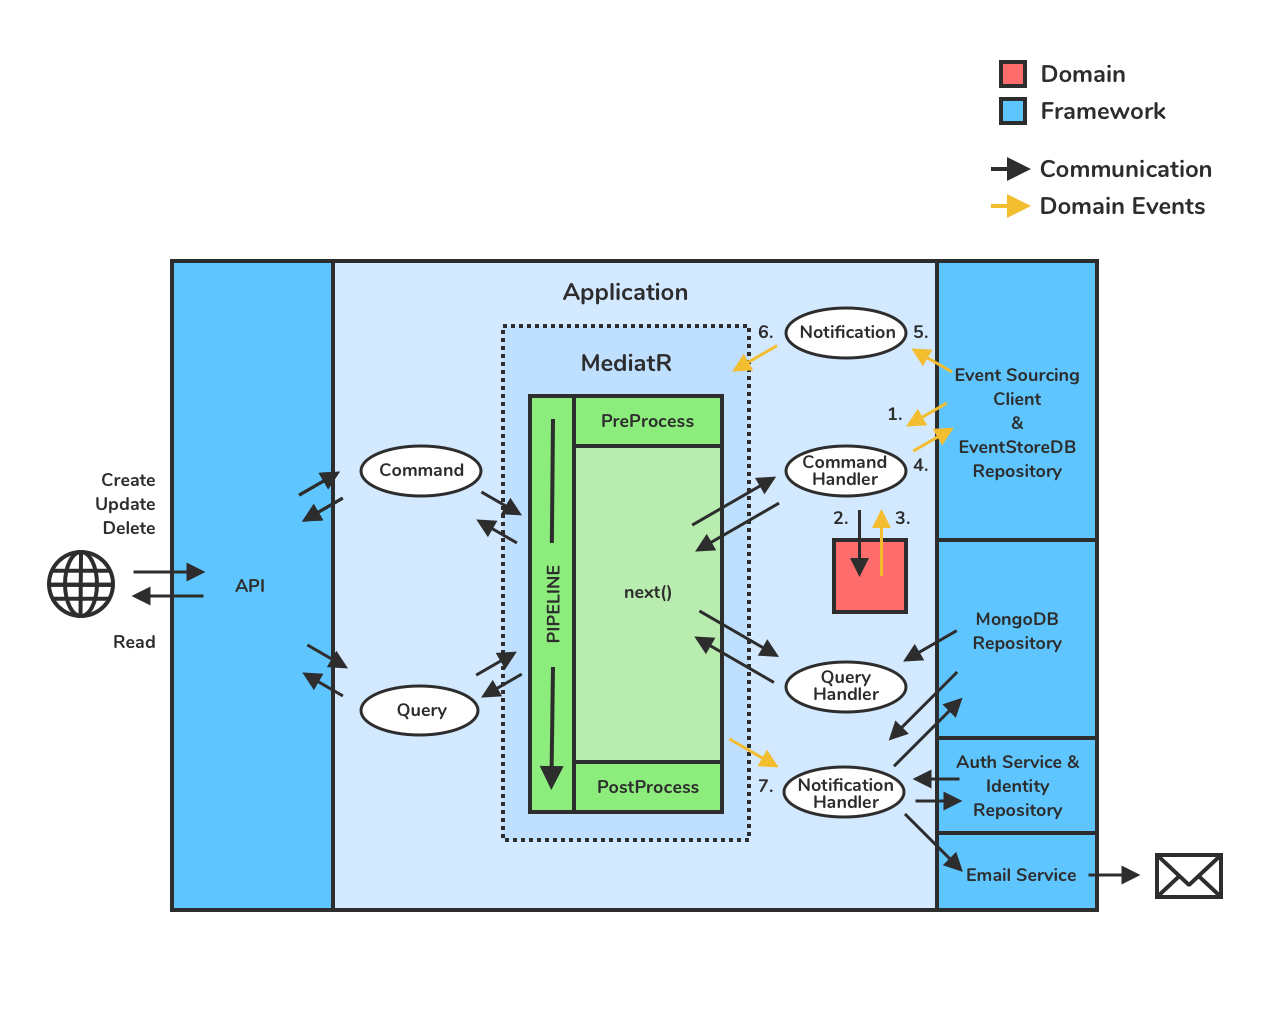 Domain
Framework
Communication
Domain Events
Application
MediatR
6.
Notification
5.
Event Sourcing
Client
&
EventStoreDB
Repository
1.
PreProcess
Command
Command
Handler
4.
Create
Update
Delete
2.
3.
API
PIPELINE
next()
MongoDB
Repository
Read
Query
Query
Handler
Auth Service &
Identity
Repository
PostProcess
7.
Notification
Handler
Email Service